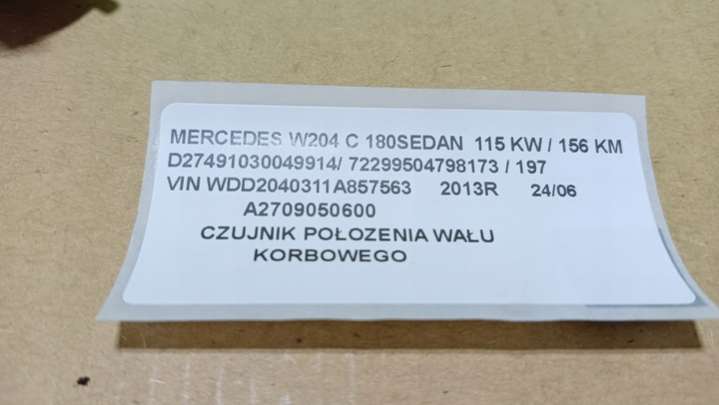 MERCEDES W204 C 180SEDAN 115 KW / 156 KM
D27491030049914/ 72299504798173 / 197
VIN WDD2040311A857563 2013R 24/06
A2709050600
CZUJNIK POŁOZENIA WAŁU
KORBOWEGO